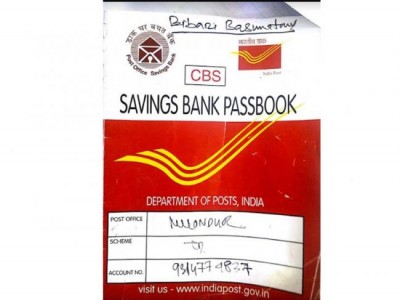 Bibari Basumatary
डाक घर बचत बैंक
Post Office Savings Bank
भारतीय डाक
India Post
CBS
SAVINGS BANK PASSBOOK
DEPARTMENT OF POSTS, INDIA
POST OFFICE
SCHEME
ACCOUNT NO.
visit us - www.indiapost.gov.in